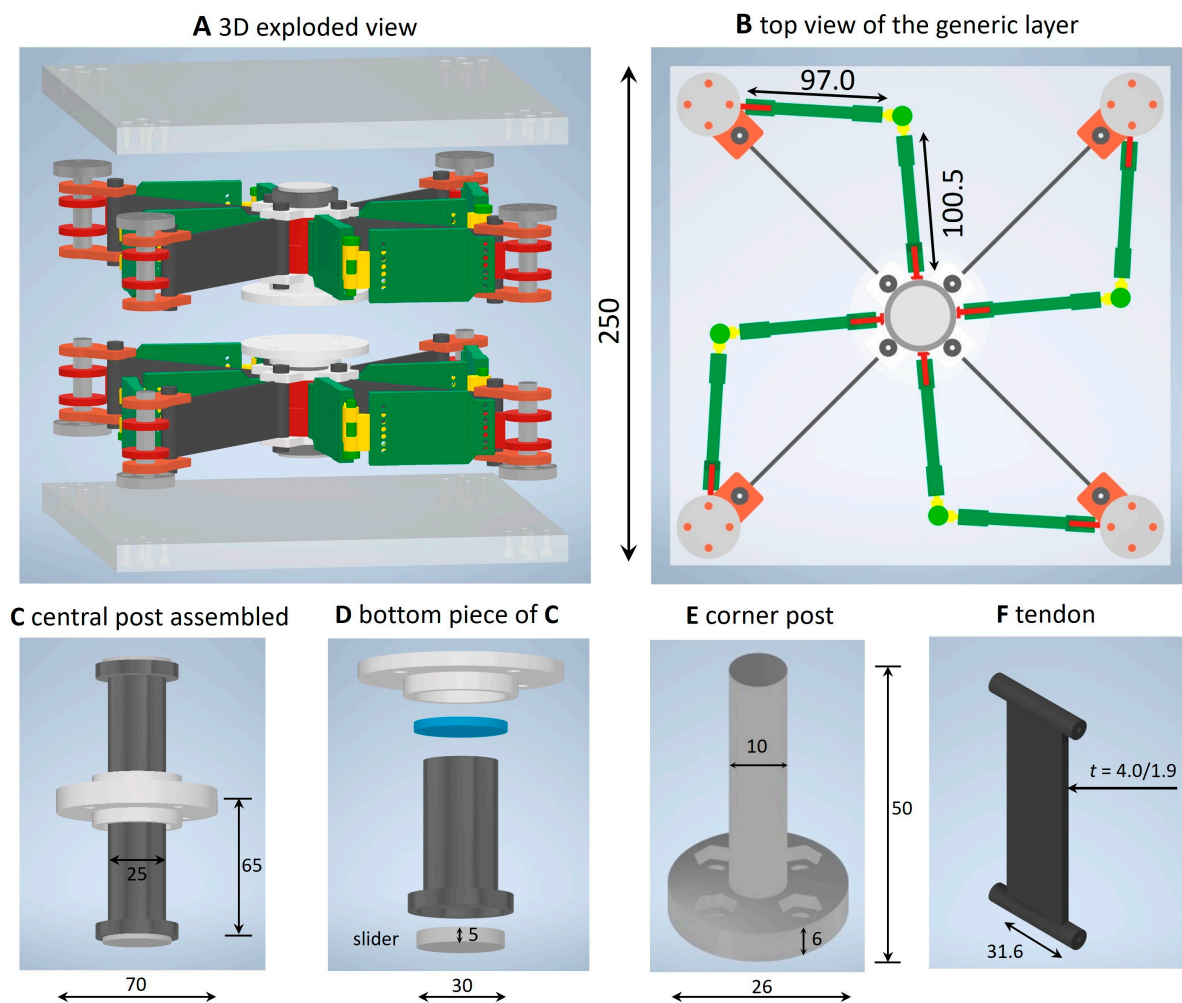 A 3D exploded view
B top view of the generic layer
97.0
100.5
250
C central post assembled
D bottom piece of C
E corner post
F tendon
25
65
70
slider
5
30
10
50
6
26
t = 4.0/1.9
31.6